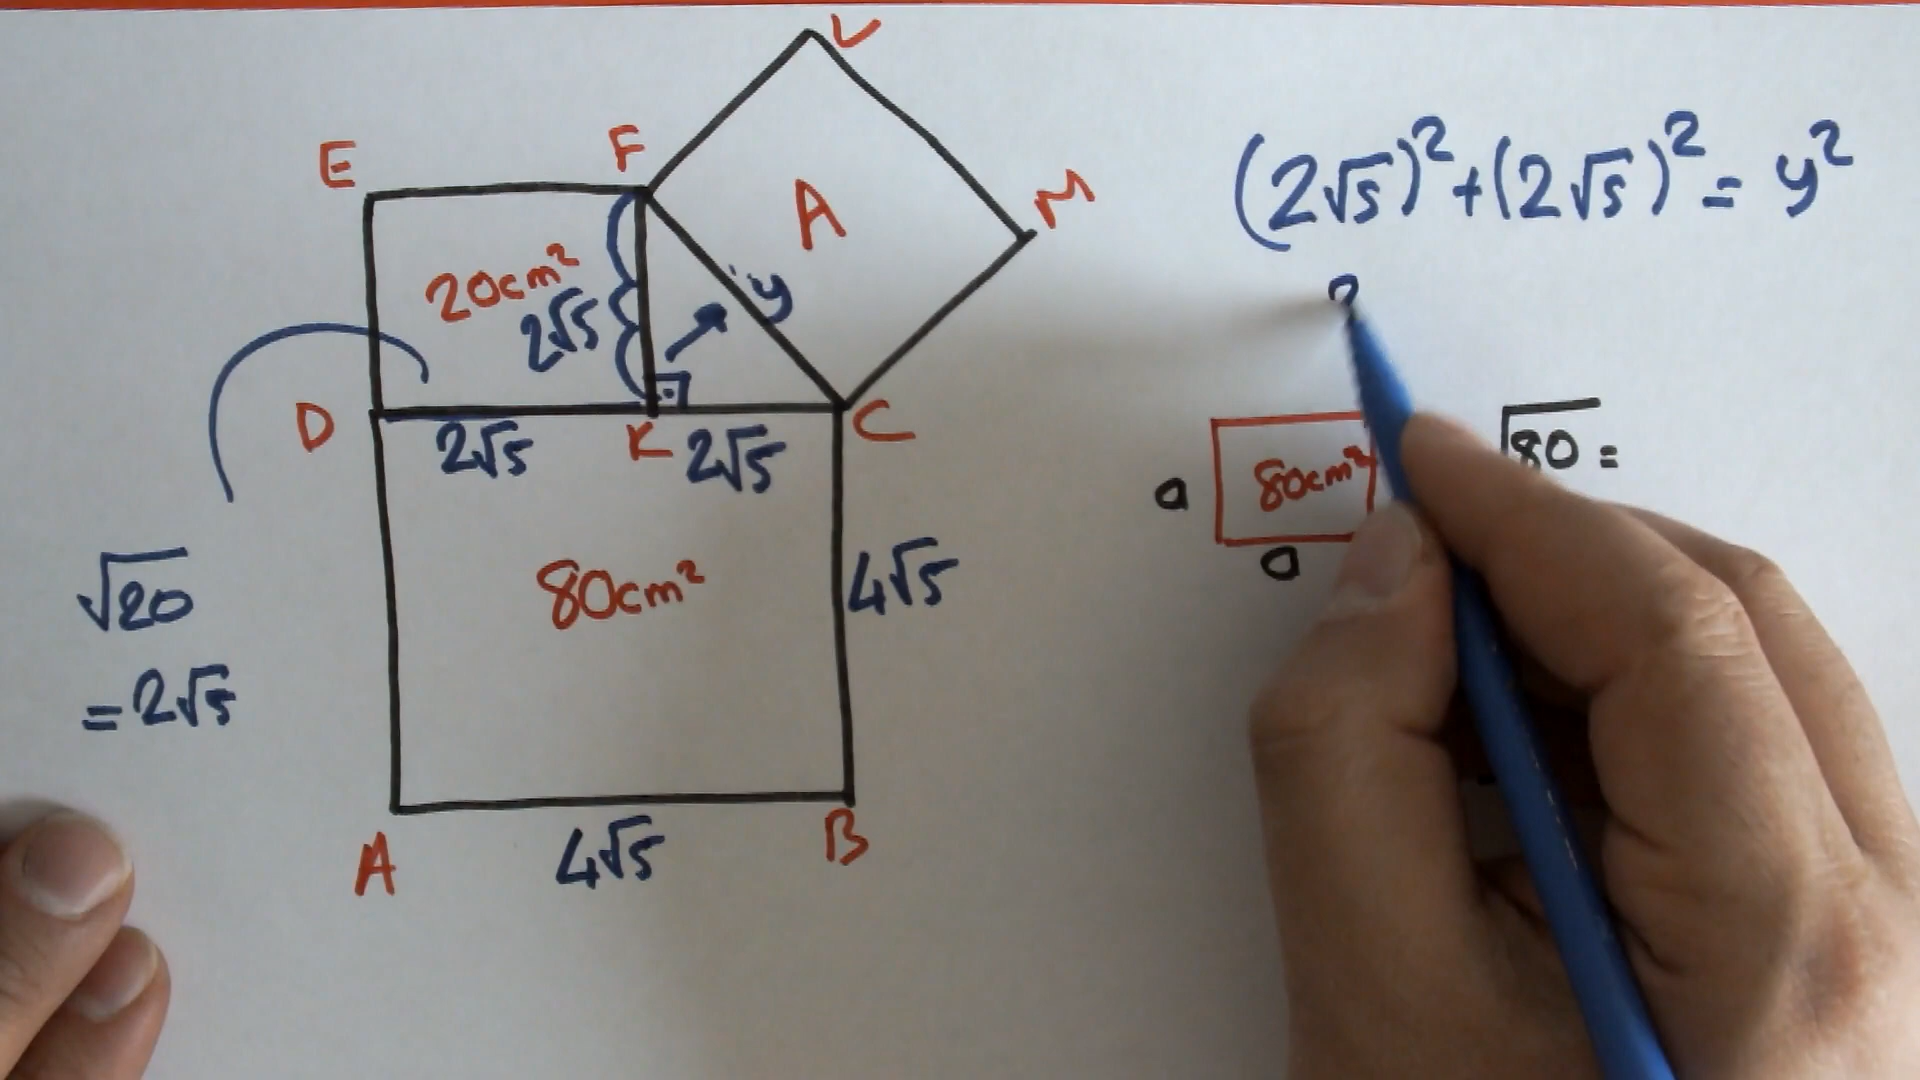 L
E
F
A
M
(2√5)²+(2√5)²= y²
20cm²
2√5
y
D
2√5
K
2√5
C
a
80cm²
√80 =
a
√20
=2√5
80cm²
4√5
A
4√5
B